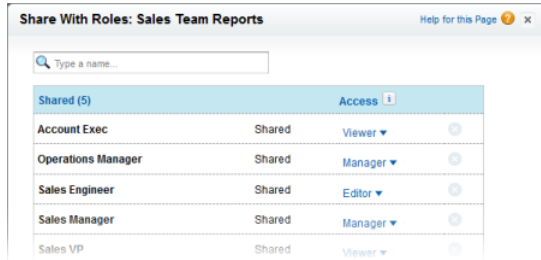 Share With Roles: Sales Team Reports Help for this Page ? x
Type a name...
Shared (5) Access i
Account Exec Shared Viewer ▼
Operations Manager Shared Manager ▼
Sales Engineer Shared Editor ▼
Sales Manager Shared Manager ▼
Sales VP Shared Viewer ▼